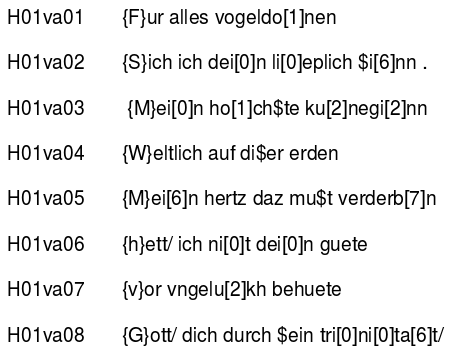 H01va01 {F}ur alles vogeldo[1]nen
H01va02 {S}ich ich dei[0]n li[0]eplich $i[6]nn .
H01va03 {M}ei[0]n ho[1]ch$te ku[2]negi[2]nn
H01va04 {W}eltlich auf di$er erden
H01va05 {M}ei[6]n hertz daz mu$t verderb[7]n
H01va06 {h}ett/ ich ni[0]t dei[0]n guete
H01va07 {v}or vngelu[2]kh behuete
H01va08 {G}ott/ dich durch $ein tri[0]ni[0]ta[6]t/